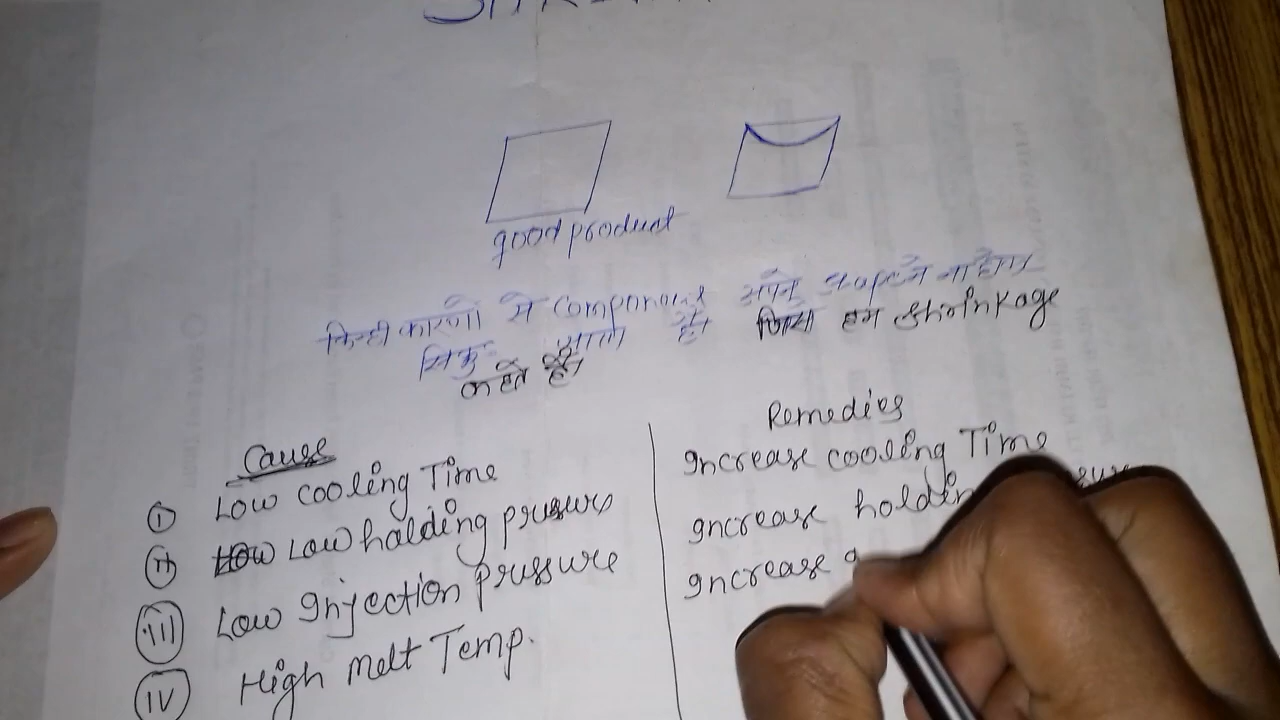 good product
किन्ही कारणो से component अपने shape में ना होकर
सिकुड़ जाता है जिसे हम Shrinkage
कहते हैं।
Cause
Remedies
(I) Low cooling Time
Increase cooling Time
(II) Low holding pressure
Increase holding
(III) Low Injection pressure
Increase
(IV) High Melt Temp.